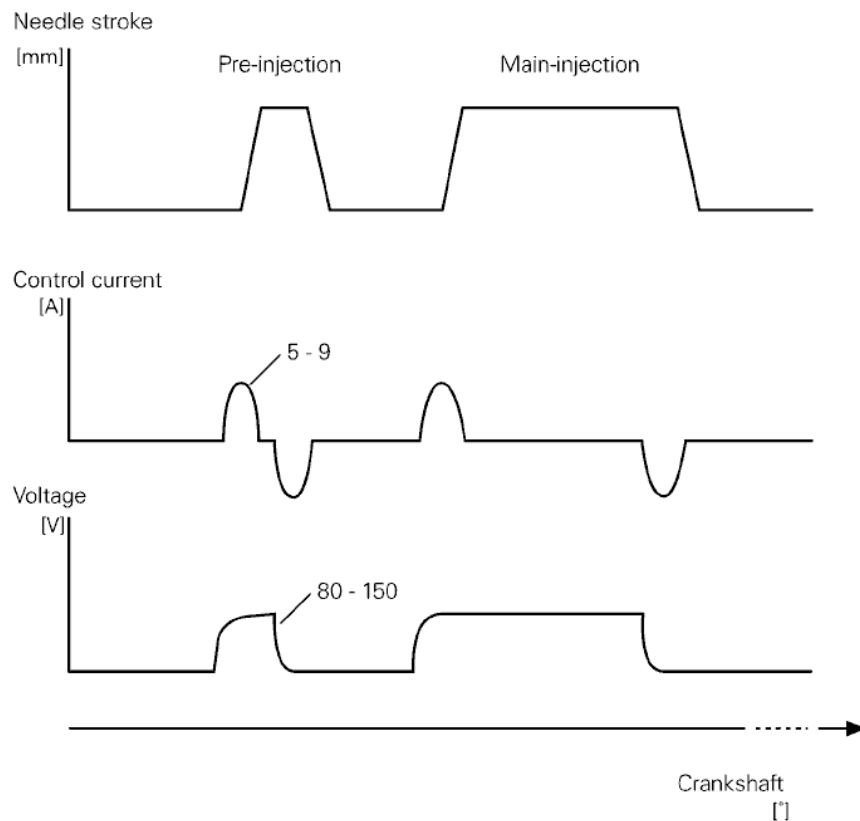 Needle stroke
[mm]
Pre-injection
Main-injection
Control current
[A]
5 - 9
Voltage
[V]
80 - 150
Crankshaft
[°]